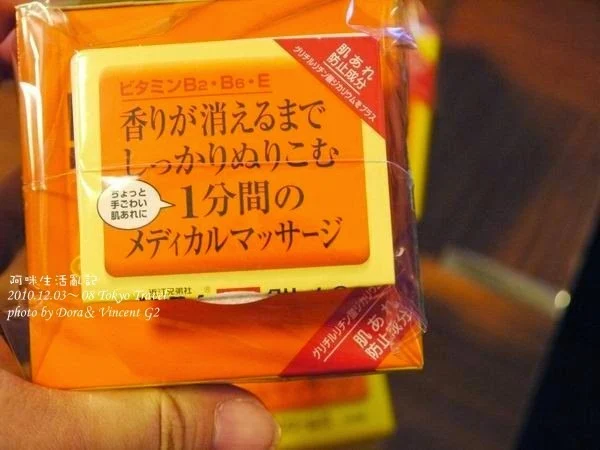 肌あれ
防止成分
グリチルリチン酸ジカリウムをプラス
ビタミンB2・B6・E
香りが消えるまで
しっかりぬりこむ
ちょっと
手ごわい
肌あれに
1分間の
メディカルマッサージ
近江兄弟社
肌あれ
防止成分
グリチルリチン酸ジカリウムをプラス
阿咪生活亂記
2010.12.03～08 Tokyo Travel
photo by Dora& Vincent G2